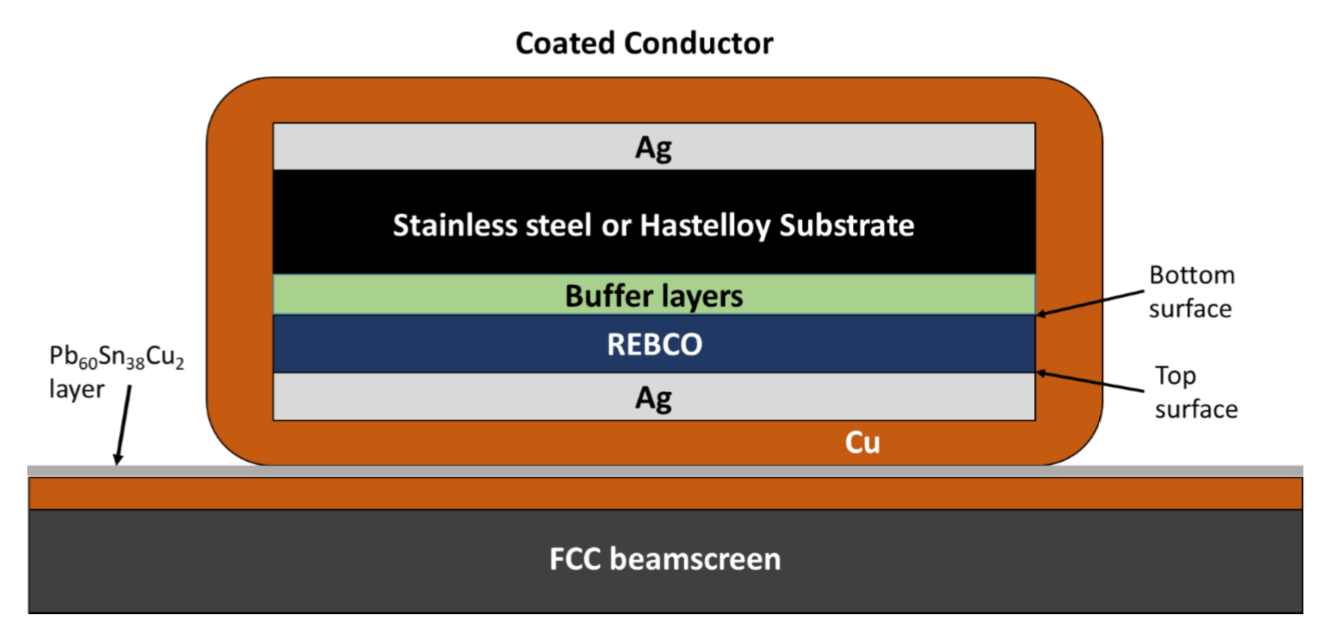 Coated Conductor
Ag
Stainless steel or Hastelloy Substrate
Bottom
surface
Buffer layers
REBCO
Pb₆₀Sn₃₈Cu₂
layer
Top
surface
Ag
Cu
FCC beamscreen